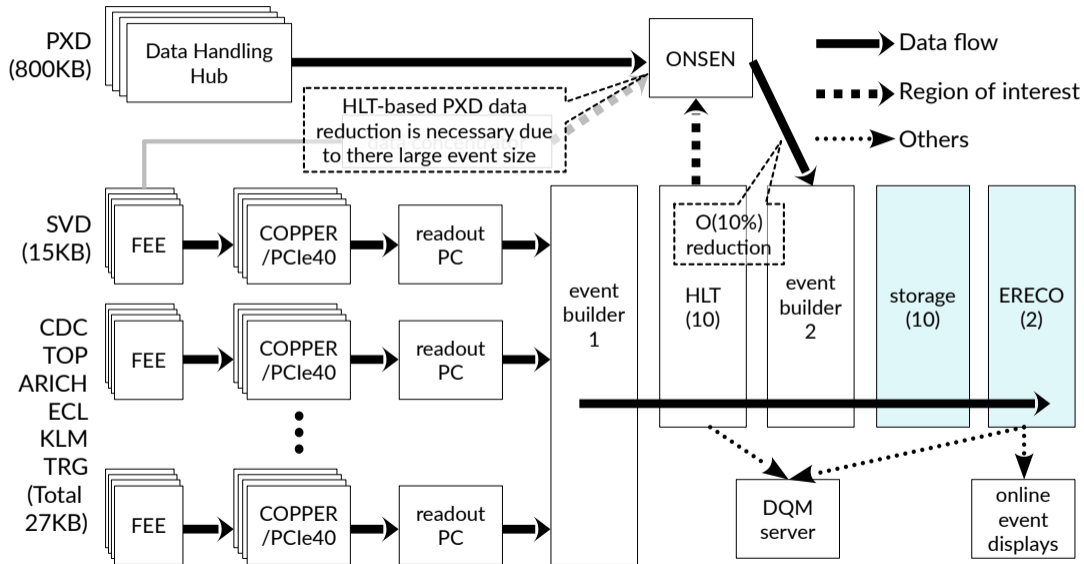 PXD
(800KB)
Data Handling
Hub
ONSEN
Data flow
Region of interest
Others
HLT-based PXD data
reduction is necessary due
to there large event size
data concentrator
SVD
(15KB)
FEE
COPPER
/PCIe40
readout
PC
O(10%)
reduction
event
builder
1
HLT
(10)
event
builder
2
storage
(10)
ERECO
(2)
CDC
TOP
ARICH
ECL
KLM
TRG
(Total
27KB)
FEE
COPPER
/PCIe40
readout
PC
FEE
COPPER
/PCIe40
readout
PC
DQM
server
online
event
displays